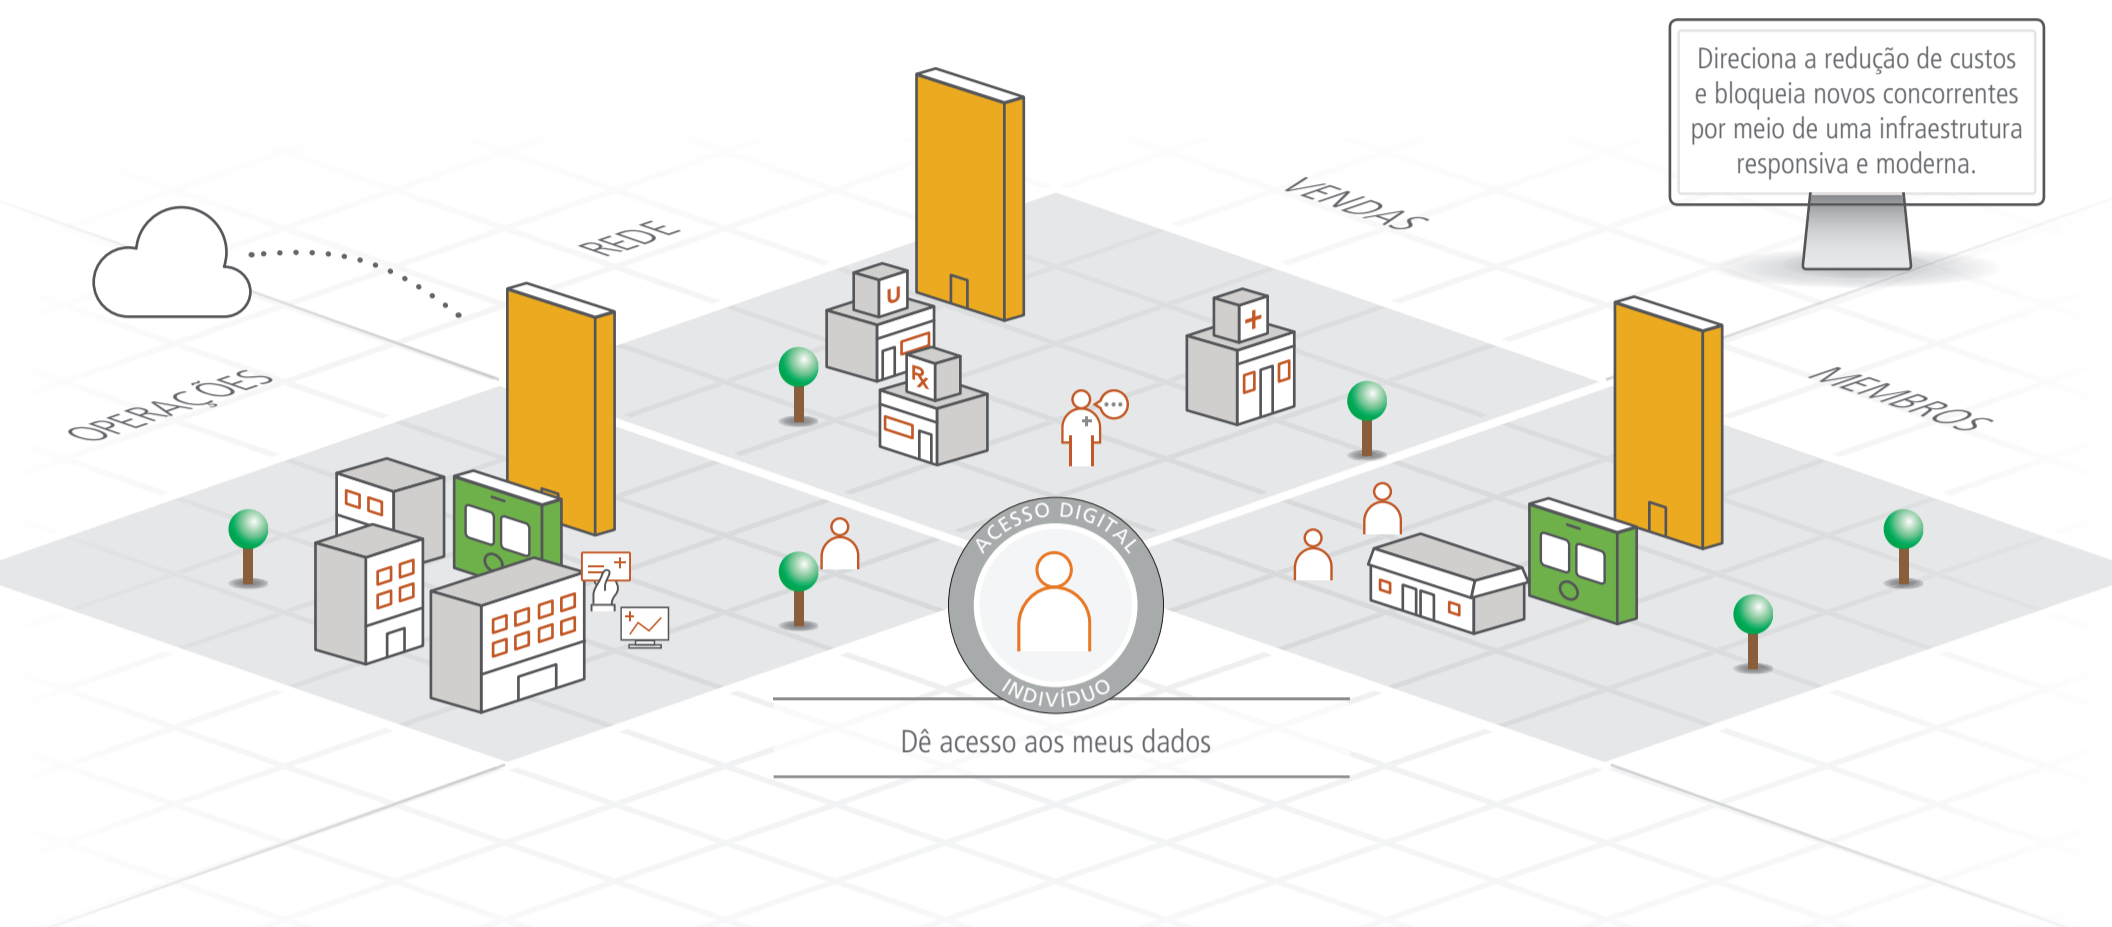 Direciona a redução de custos
e bloqueia novos concorrentes
por meio de uma infraestrutura
responsiva e moderna.
VENDAS
REDE
OPERAÇÕES
MEMBROS
U
Rx
ACESSO DIGITAL
INDIVÍDUO
Dê acesso aos meus dados